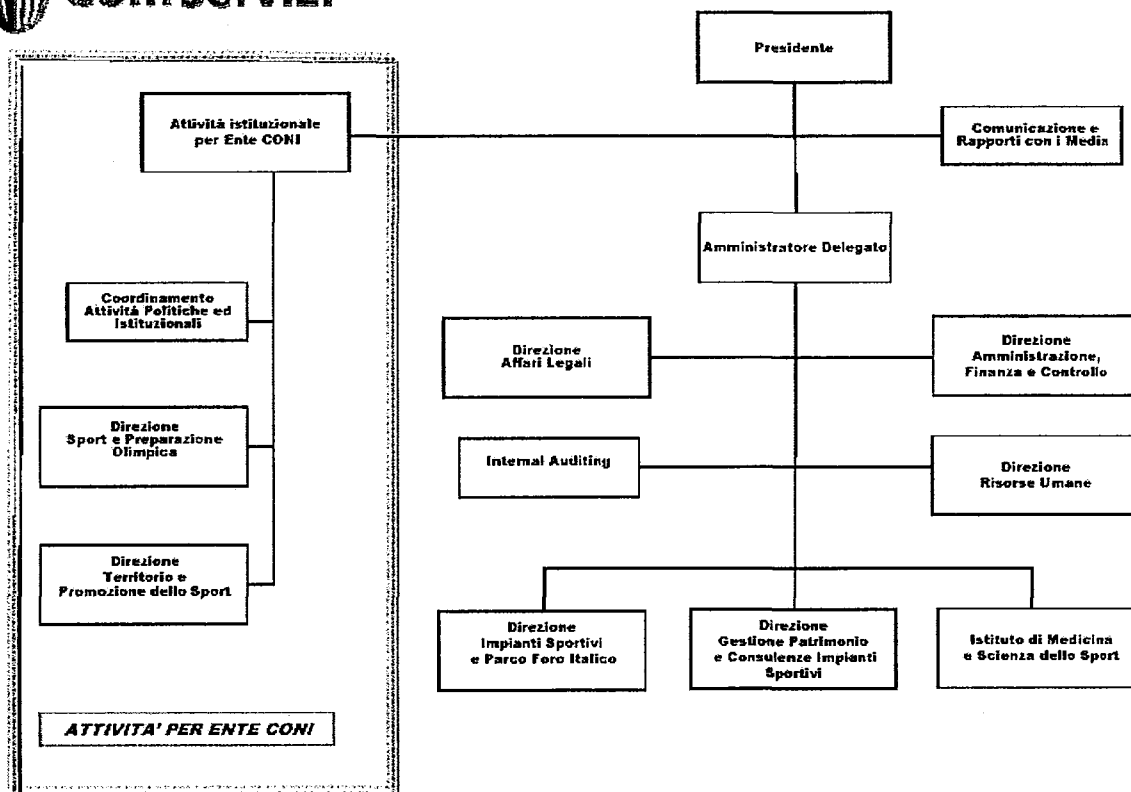 Presidente
Attività istituzionale
per Ente CONI
Comunicazione e
Rapporti con i Media
Amministratore Delegato
Coordinamento
Attività Politiche ed
Istituzionali
Direzione
Affari Legali
Direzione
Amministrazione,
Finanza e Controllo
Direzione
Sport e Preparazione
Olimpica
Internal Auditing
Direzione
Risorse Umane
Direzione
Territorio e
Promozione dello Sport
Direzione
Impianti Sportivi
e Parco Foro Italico
Direzione
Gestione Patrimonio
e Consulenze Impianti
Sportivi
Istituto di Medicina
e Scienza dello Sport
ATTIVITA' PER ENTE CONI